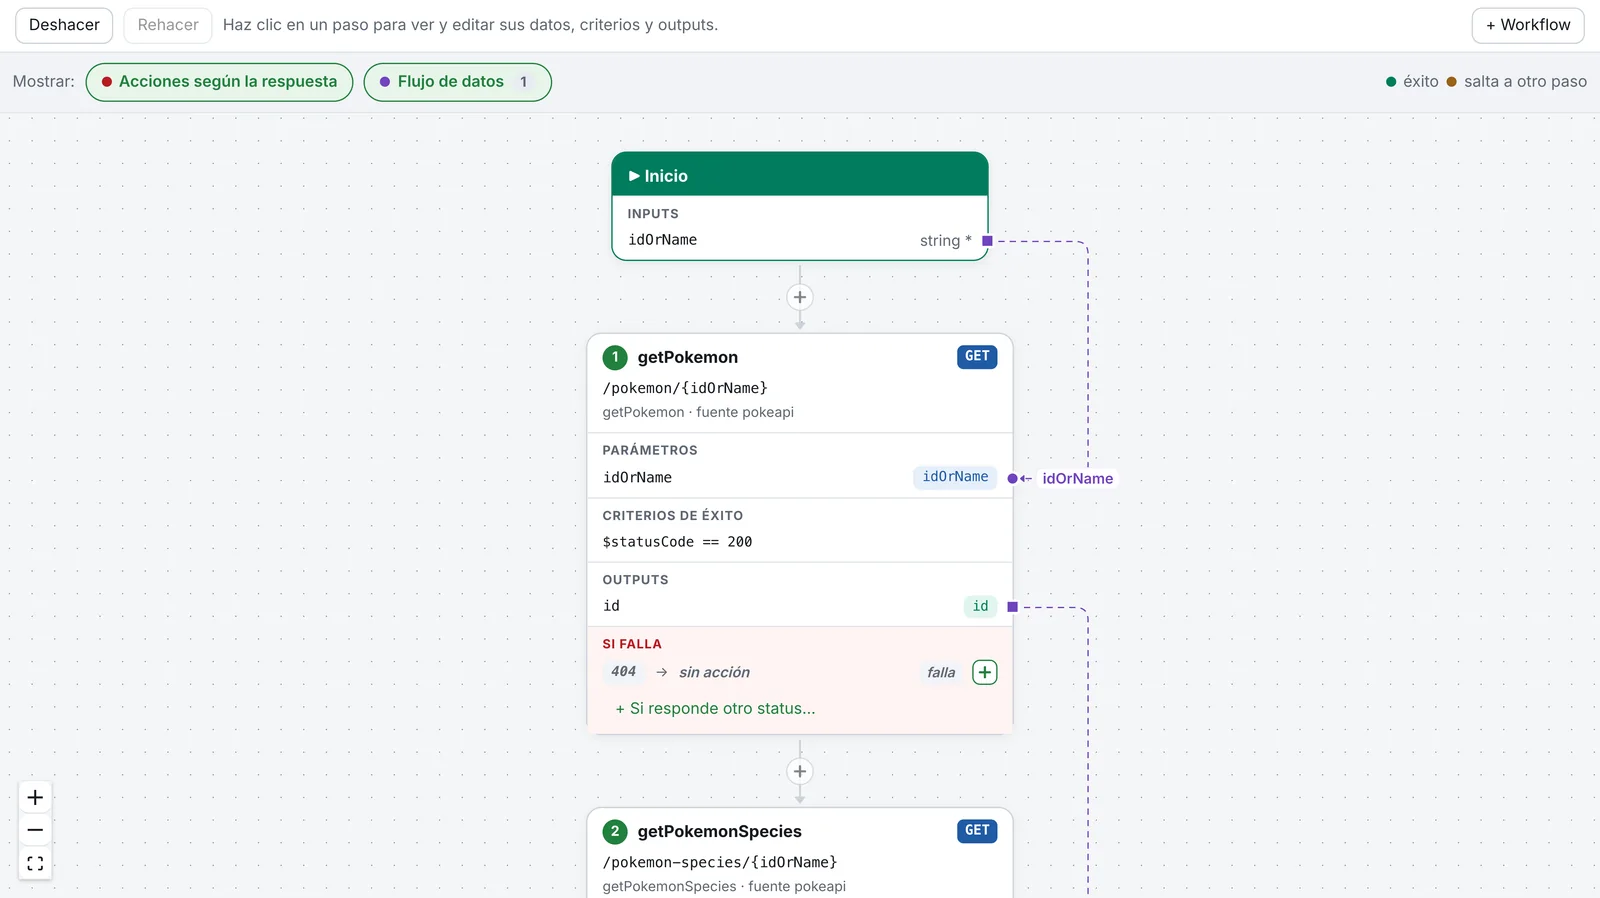 Deshacer Rehacer Haz clic en un paso para ver y editar sus datos, criterios y outputs. + Workflow
Mostrar: Acciones según la respuesta Flujo de datos 1 éxito salta a otro paso
Inicio
INPUTS
idOrName string *
1 getPokemon GET
/pokemon/{idOrName}
getPokemon · fuente pokeapi
PARÁMETROS
idOrName idOrName idOrName
CRITERIOS DE ÉXITO
$statusCode == 200
OUTPUTS
id id
SI FALLA
404 → sin acción falla +
+ Si responde otro status...
2 getPokemonSpecies GET
/pokemon-species/{idOrName}
getPokemonSpecies · fuente pokeapi